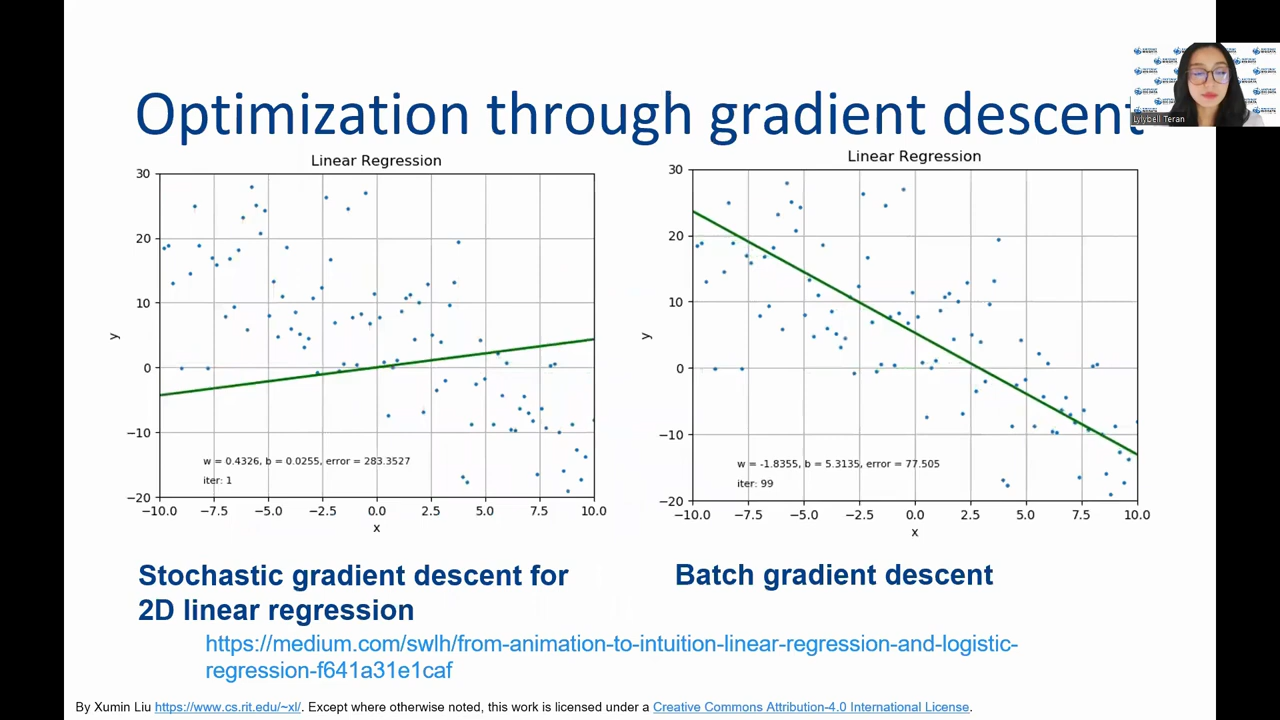 Optimization through gradient descent
Lylybell Teran
Linear Regression
30
20
10
0
−10
−20
y
w = 0.4326, b = 0.0255, error = 283.3527
iter: 1
−10.0 −7.5 −5.0 −2.5 0.0 2.5 5.0 7.5 10.0
x
Linear Regression
30
20
10
0
−10
−20
y
w = -1.8355, b = 5.3135, error = 77.505
iter: 99
−10.0 −7.5 −5.0 −2.5 0.0 2.5 5.0 7.5 10.0
x
Stochastic gradient descent for
2D linear regression
Batch gradient descent
https://medium.com/swlh/from-animation-to-intuition-linear-regression-and-logistic-
regression-f641a31e1caf
By Xumin Liu https://www.cs.rit.edu/~xl/. Except where otherwise noted, this work is licensed under a Creative Commons Attribution-4.0 International License.